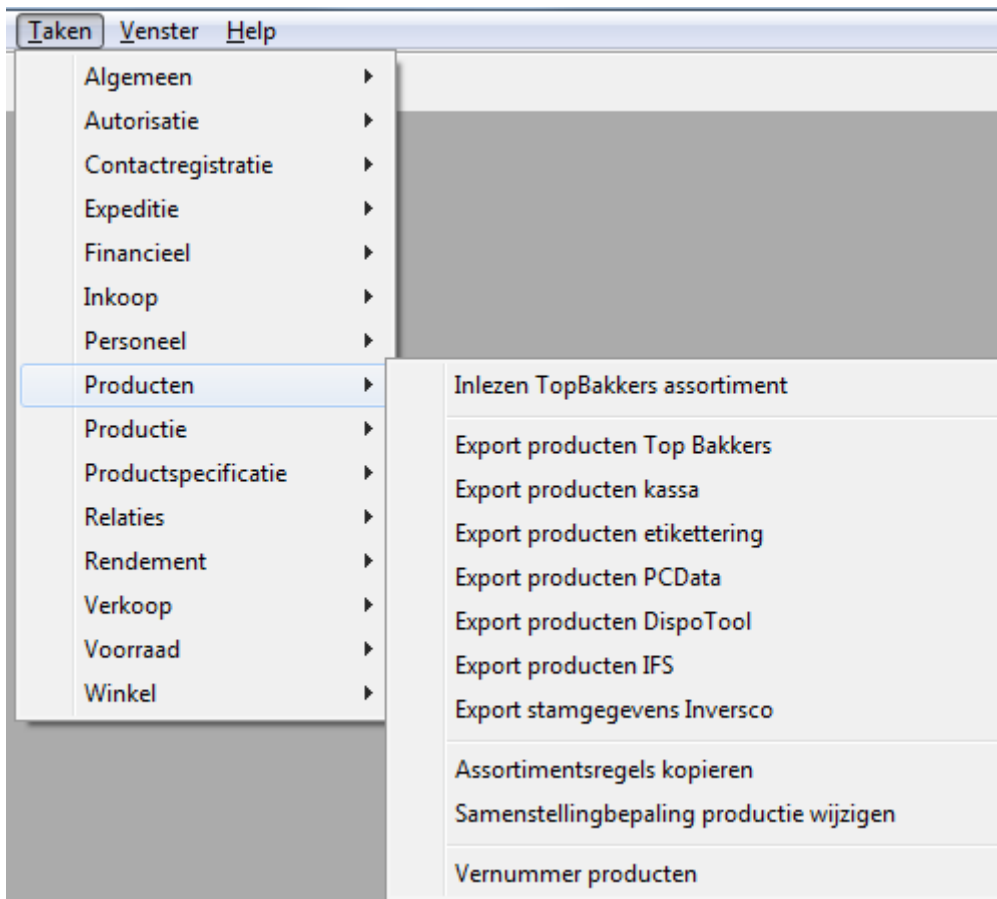 Taken Venster Help
Algemeen
Autorisatie
Contactregistratie
Expeditie
Financieel
Inkoop
Personeel
Producten
Productie
Productspecificatie
Relaties
Rendement
Verkoop
Voorraad
Winkel
Inlezen TopBakkers assortiment
Export producten Top Bakkers
Export producten kassa
Export producten etikettering
Export producten PCData
Export producten DispoTool
Export producten IFS
Export stamgegevens Inversco
Assortimentsregels kopieren
Samenstellingbepaling productie wijzigen
Vernummer producten